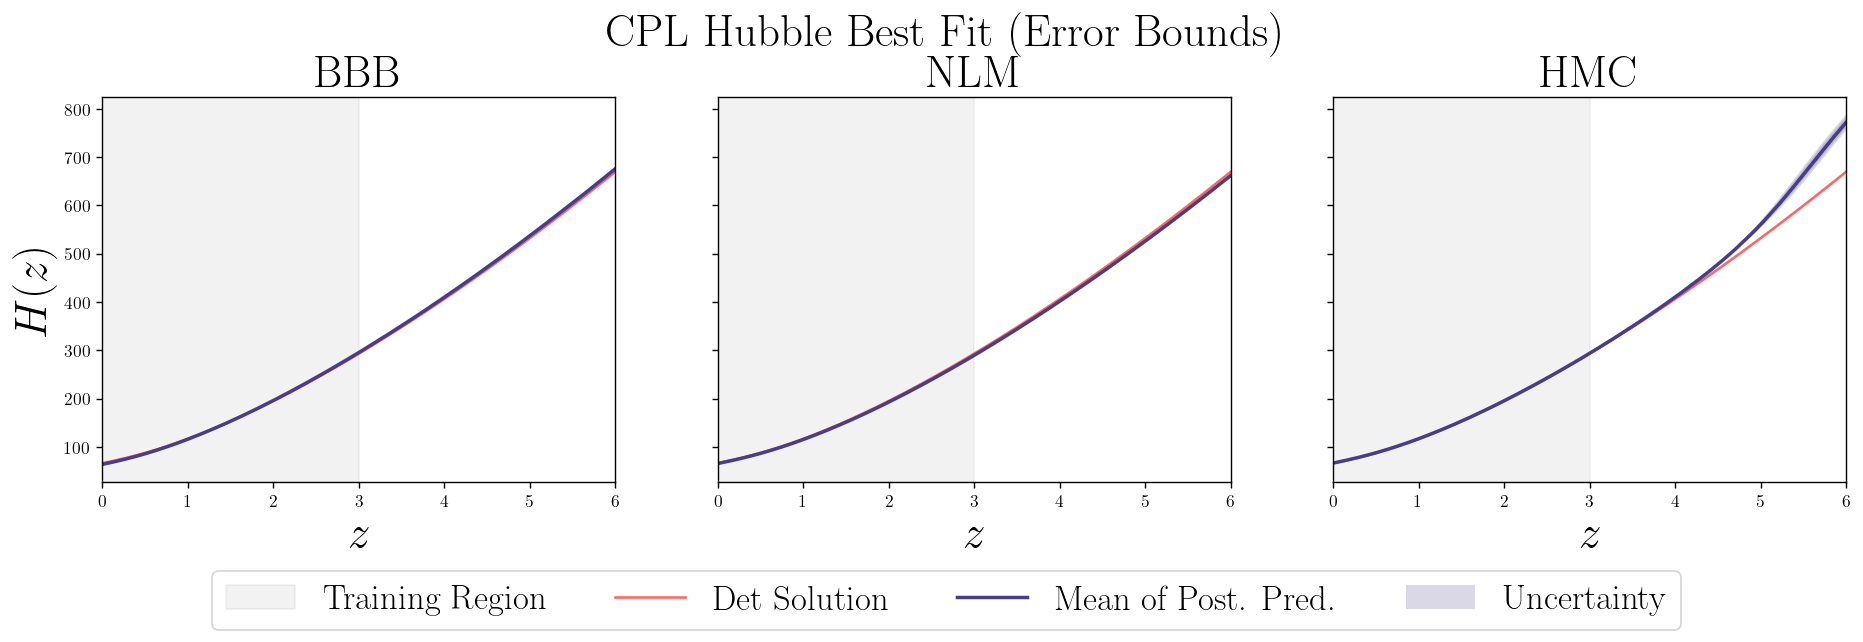 CPL Hubble Best Fit (Error Bounds)
BBB
NLM
HMC
H(z)
800
700
600
500
400
300
200
100
0 1 2 3 4 5 6
0 1 2 3 4 5 6
0 1 2 3 4 5 6
z
z
z
Training Region
Det Solution
Mean of Post. Pred.
Uncertainty